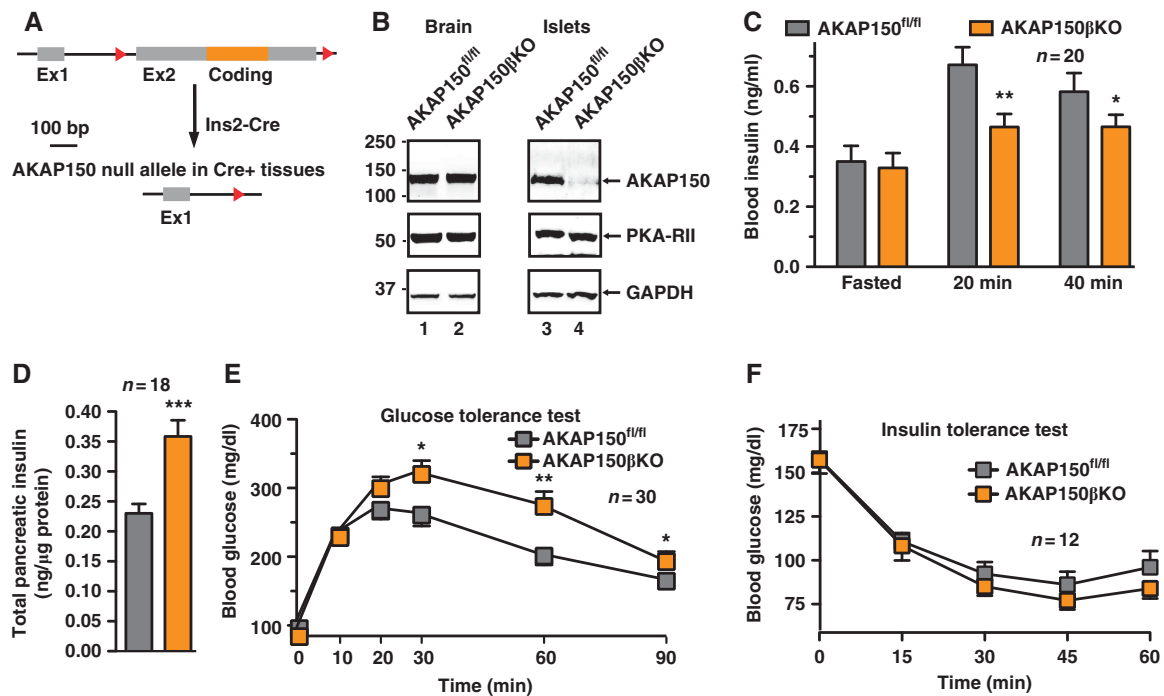 A
Ex1
Ex2
Coding
100 bp
Ins2-Cre
AKAP150 null allele in Cre+ tissues
Ex1
B
Brain
Islets
AKAP150fl/fl
AKAP150βKO
AKAP150fl/fl
AKAP150βKO
250
150
100
AKAP150
50
PKA-RII
37
GAPDH
1 2 3 4
C
AKAP150fl/fl
AKAP150βKO
n=20
Blood insulin (ng/ml)
0.6
0.4
0.2
0.0
**
*
Fasted
20 min
40 min
D
n=18
***
Total pancreatic insulin
(ng/μg protein)
0.40
0.35
0.30
0.25
0.20
0.15
0.10
0.05
0.00
E
Glucose tolerance test
AKAP150fl/fl
AKAP150βKO
n=30
Blood glucose (mg/dl)
400
300
200
100
*
**
*
0 10 20 30 60 90
Time (min)
F
Insulin tolerance test
AKAP150fl/fl
AKAP150βKO
n=12
Blood glucose (mg/dl)
175
150
125
100
75
0 15 30 45 60
Time (min)